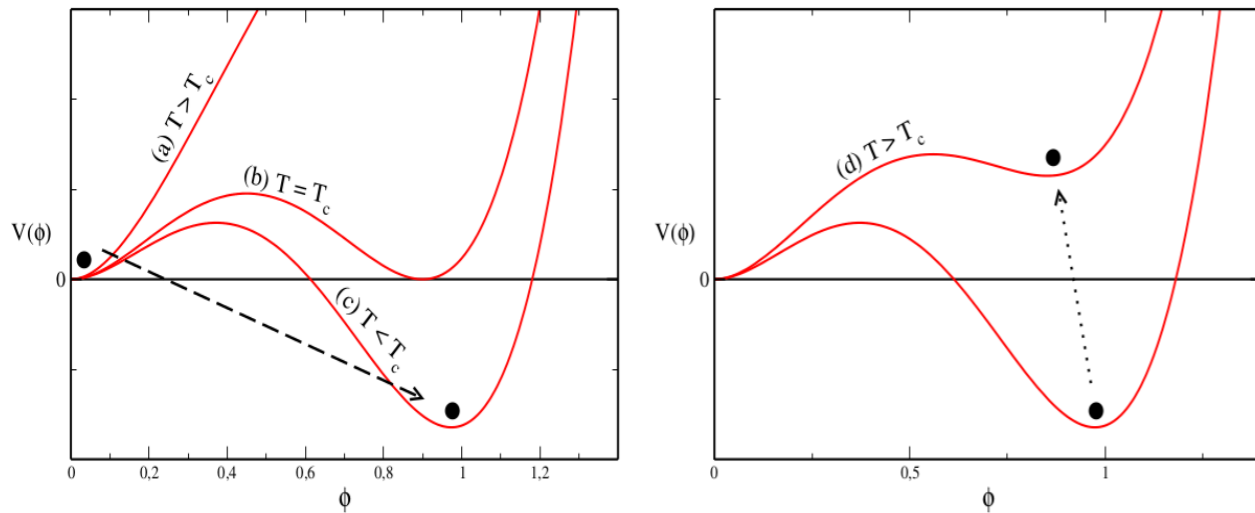 (a) T > T_c
(b) T = T_c
(c) T < T_c
V(ϕ)
0
0
0,2
0,4
0,6
0,8
1
1,2
ϕ
(d) T > T_c
V(ϕ)
0
0
0,5
1
ϕ